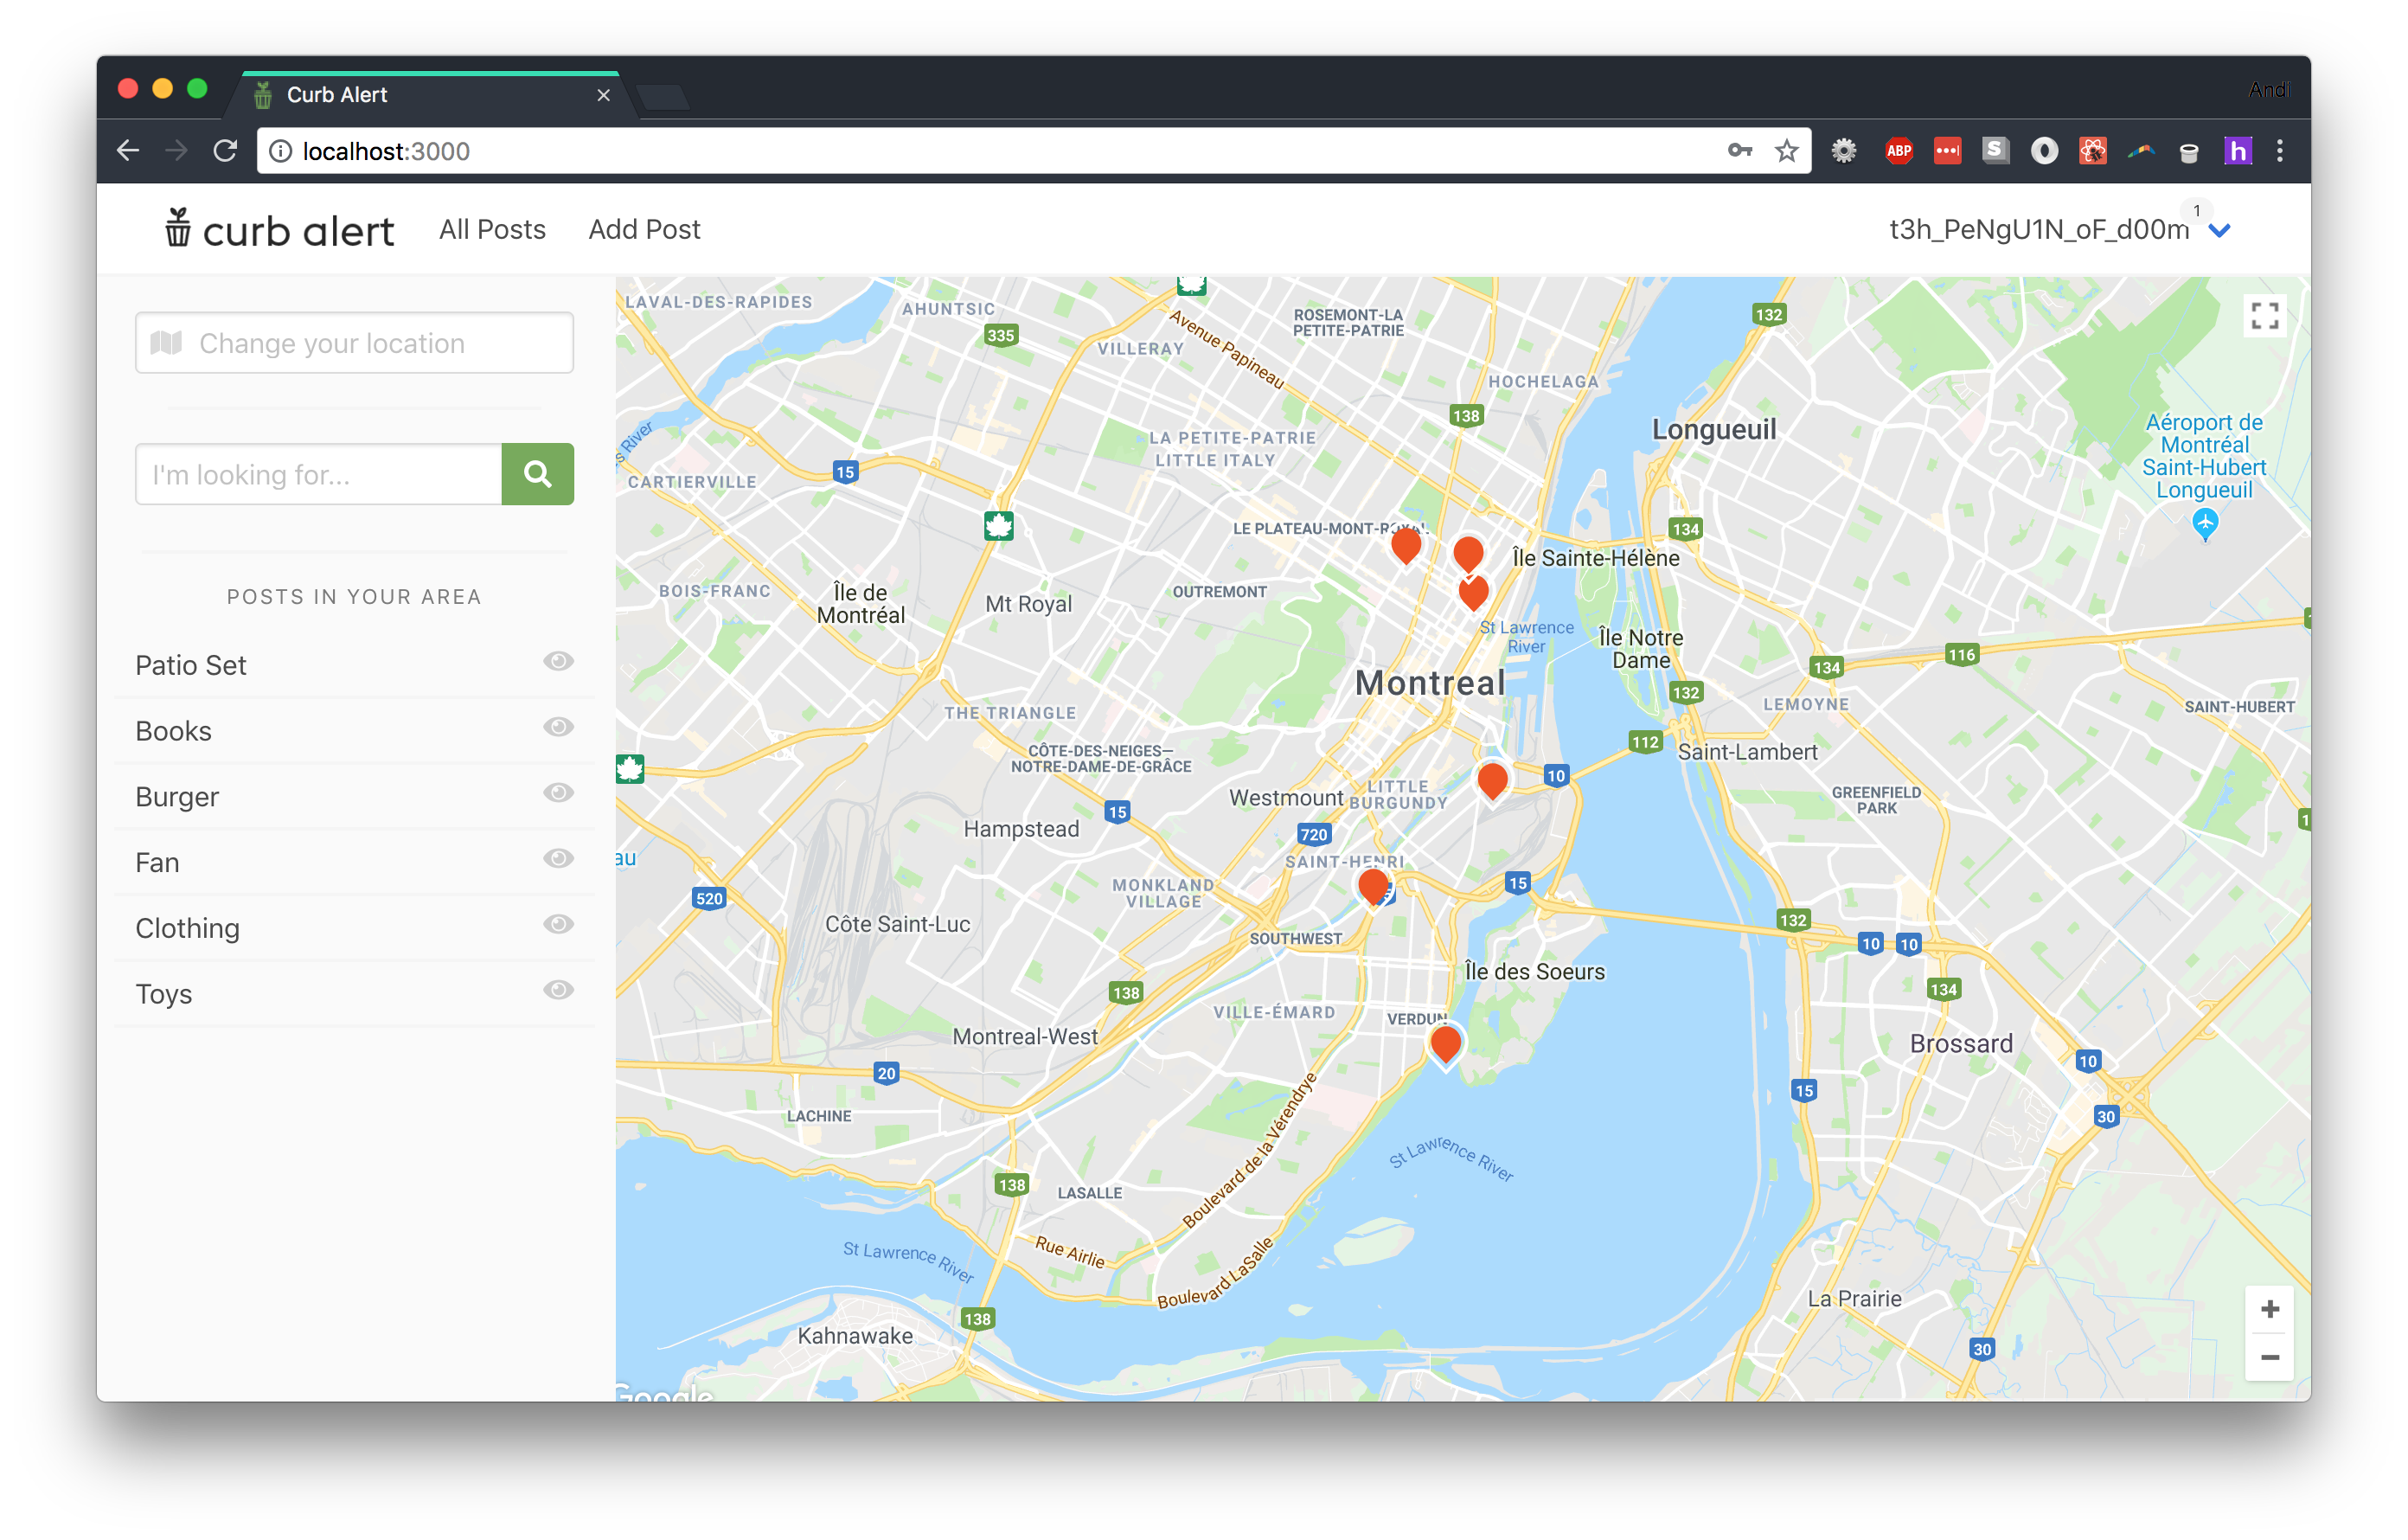 Curb Alert
Andi
localhost:3000
ABP
S
h
curb alert
All Posts
Add Post
t3h_PeNgU1N_oF_d00m
1
Change your location
I'm looking for...
POSTS IN YOUR AREA
Patio Set
Books
Burger
Fan
Clothing
Toys
LAVAL-DES-RAPIDES
AHUNTSIC
335
VILLERAY
Avenue Papineau
ROSEMONT-LA
PETITE-PATRIE
HOCHELAGA
132
138
Longueuil
Aéroport de
Montréal
Saint-Hubert
Longueuil
s River
CARTIERVILLE
15
LA PETITE-PATRIE
LITTLE ITALY
LE PLATEAU-MONT-ROYAL
134
Île Sainte-Hélène
BOIS-FRANC
Île de
Montréal
Mt Royal
OUTREMONT
St Lawrence
River
Île Notre
Dame
134
116
132
Montreal
THE TRIANGLE
LEMOYNE
SAINT-HUBERT
CÔTE-DES-NEIGES—
NOTRE-DAME-DE-GRÂCE
112
Saint-Lambert
10
Westmount
LITTLE
BURGUNDY
GREENFIELD
PARK
15
Hampstead
720
au
SAINT-HENRI
520
MONKLAND
VILLAGE
15
Côte Saint-Luc
SOUTHWEST
132
10
10
Île des Soeurs
138
134
VILLE-ÉMARD
VERDUN
Montreal-West
Brossard
20
10
15
30
LACHINE
Boulevard de la Vérendrye
St Lawrence River
138
LASALLE
Rue Airlie
Boulevard LaSalle
St Lawrence River
138
Kahnawake
La Prairie
30
+
−
Google